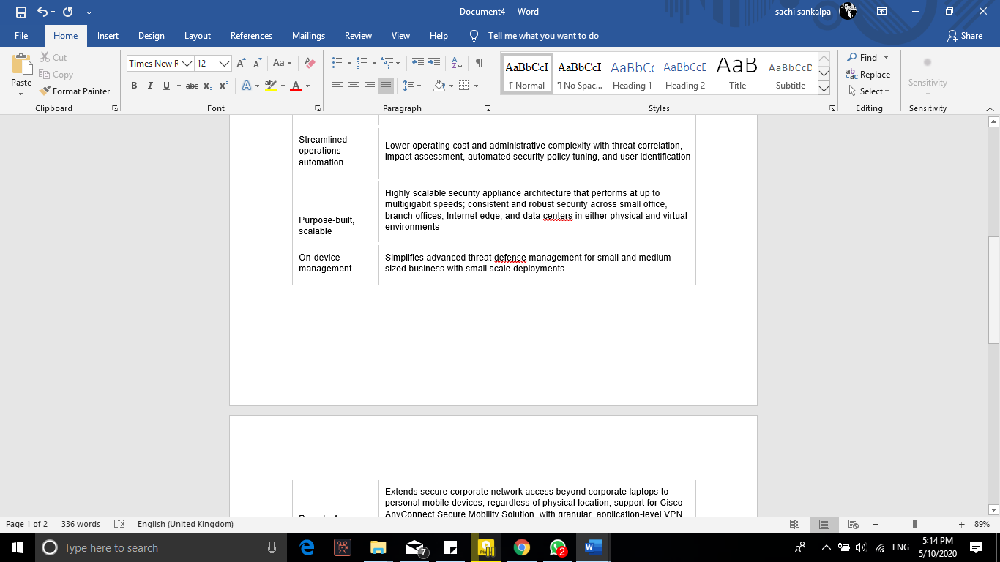 Document4 - Word
sachi sankalpa
File Home Insert Design Layout References Mailings Review View Help Tell me what you want to do Share
Paste
Cut
Copy
Format Painter
Clipboard
Times New F 12
Aa
B I U abc x₂ x² A ab A
Font
Paragraph
AaBbCcI AaBbCcI AaBbCc AaBbCcD AaB AaBbCcD
¶ Normal ¶ No Spac... Heading 1 Heading 2 Title Subtitle
Styles
Find
Replace
Select
Editing
Sensitivity
Sensitivity
Streamlined
operations
automation
Lower operating cost and administrative complexity with threat correlation,
impact assessment, automated security policy tuning, and user identification
Purpose-built,
scalable
Highly scalable security appliance architecture that performs at up to
multigigabit speeds; consistent and robust security across small office,
branch offices, Internet edge, and data centers in either physical and virtual
environments
On-device
management
Simplifies advanced threat defense management for small and medium
sized business with small scale deployments
Extends secure corporate network access beyond corporate laptops to
personal mobile devices, regardless of physical location; support for Cisco
AnyConnect Secure Mobility Solution, with granular, application-level VPN
Page 1 of 2 336 words English (United Kingdom) 89%
Type here to search
7
2
ENG
5:14 PM
5/10/2020